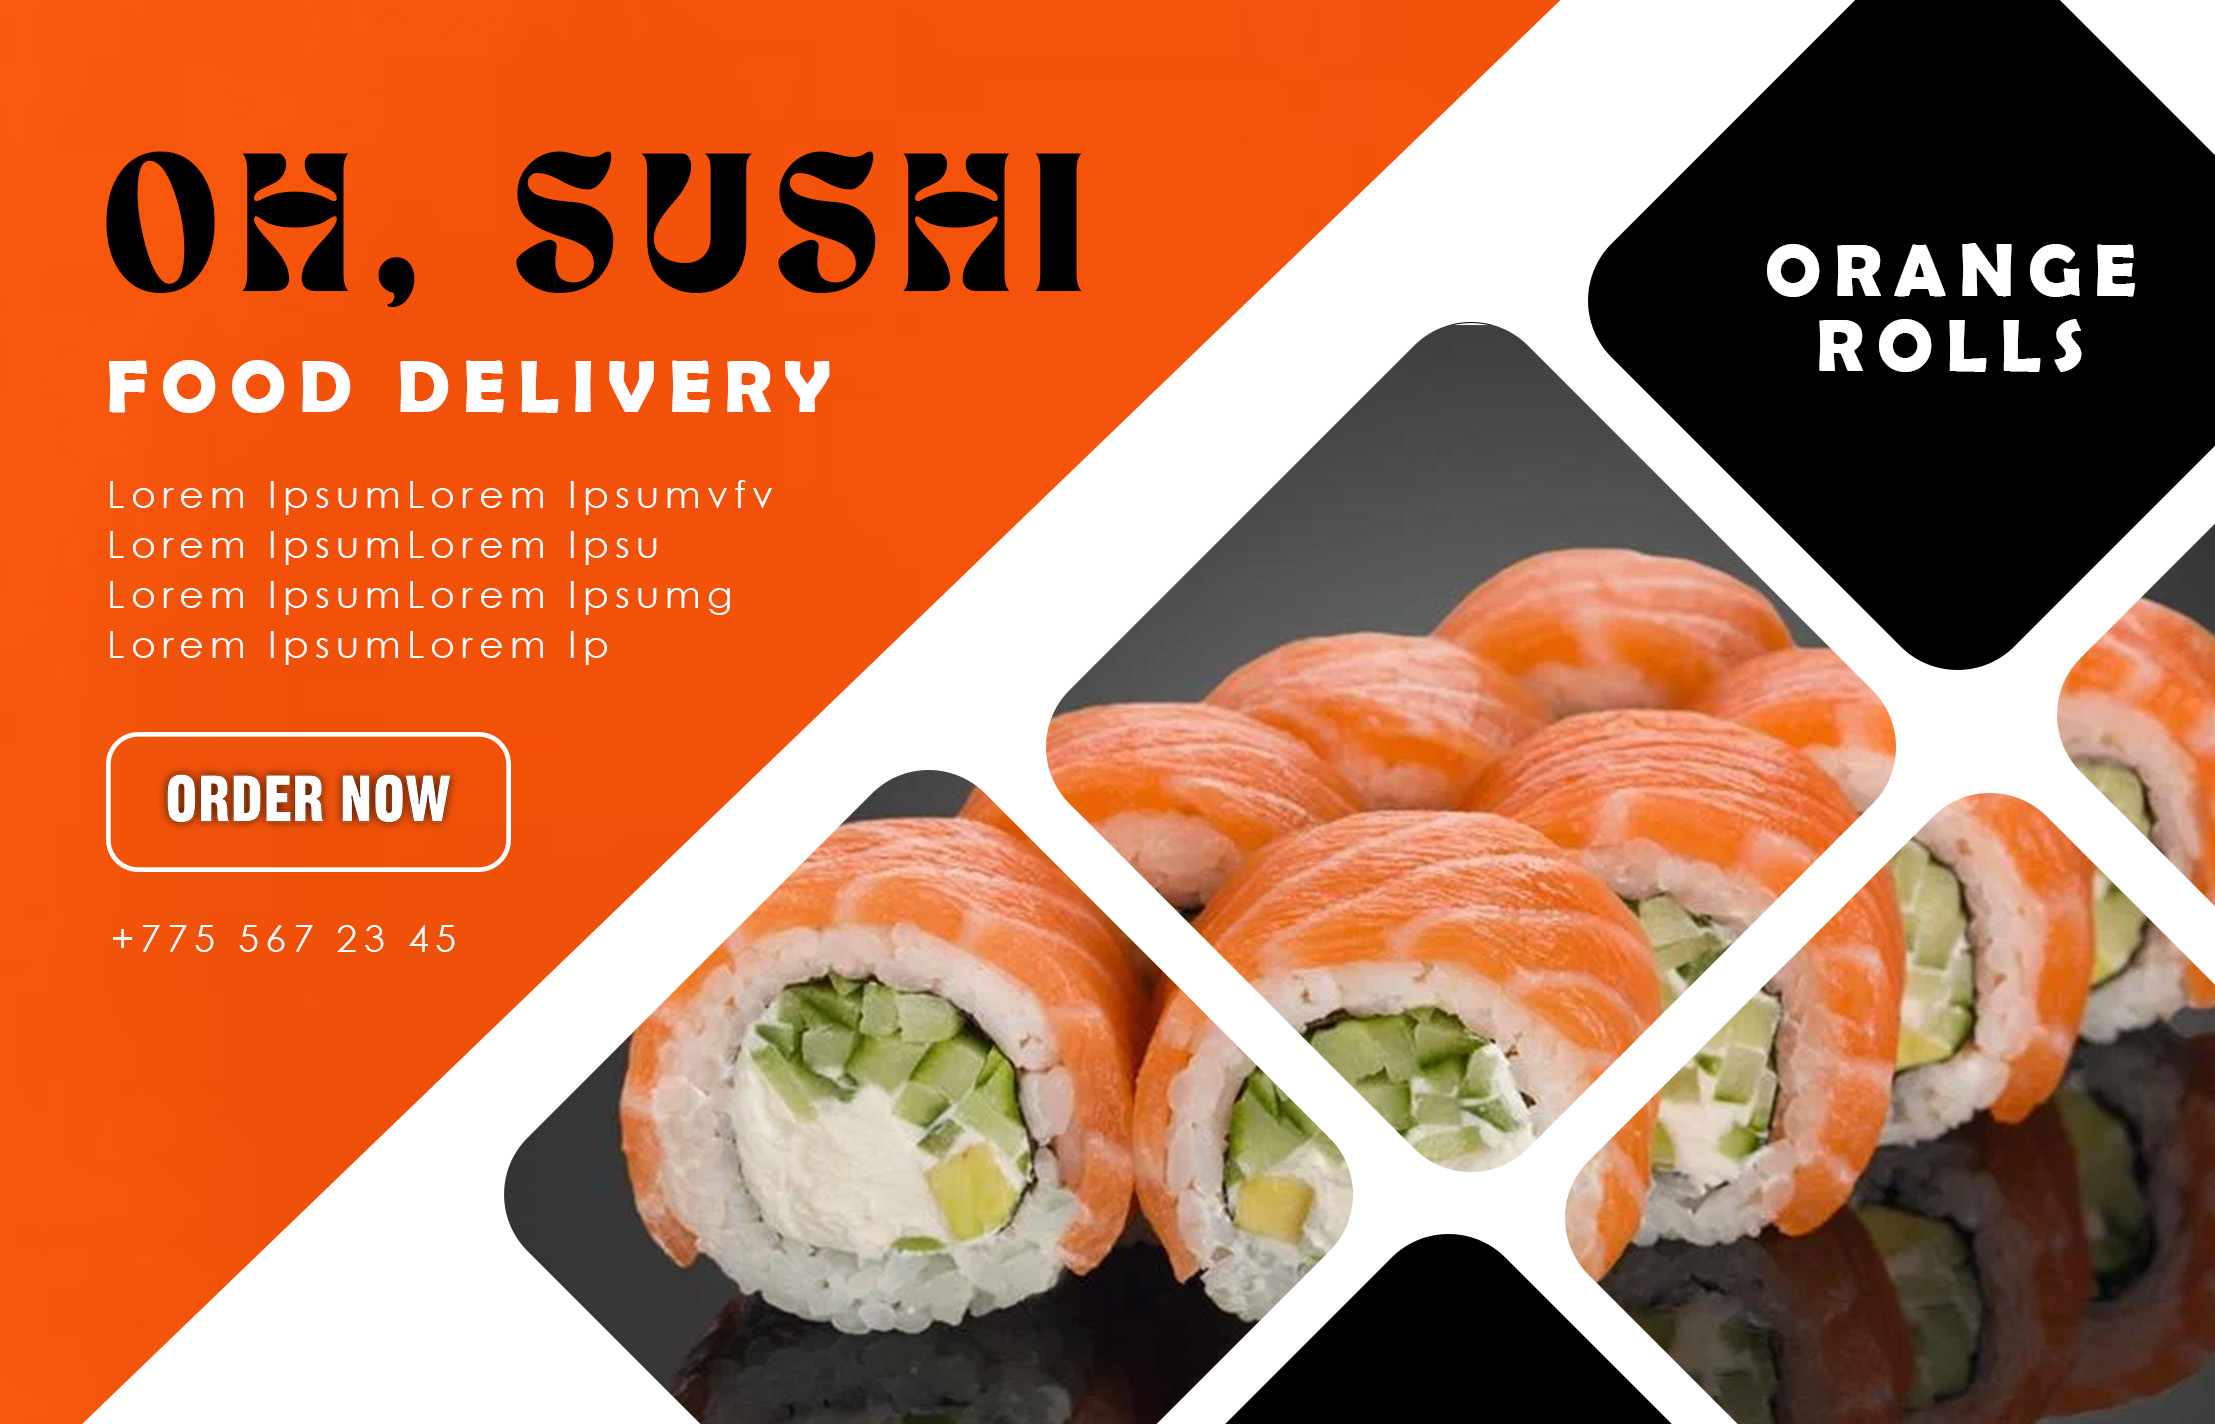 OH, SUSHI
FOOD DELIVERY
Lorem IpsumLorem Ipsumvfv
Lorem IpsumLorem Ipsu
Lorem IpsumLorem Ipsumg
Lorem IpsumLorem Ip
ORDER NOW
+775 567 23 45
ORANGE
ROLLS